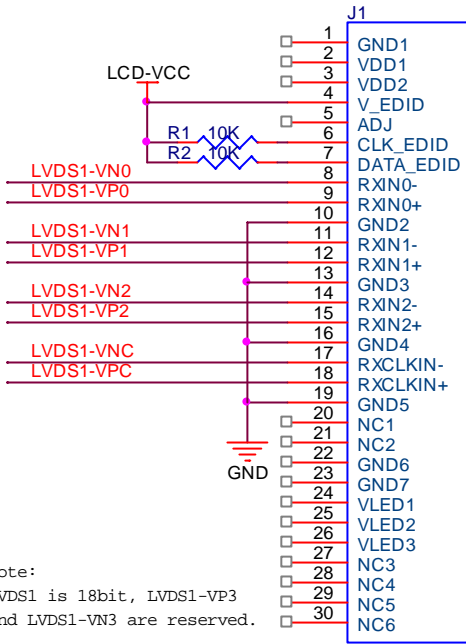 J1
LCD-VCC
1 GND1
2 VDD1
3 VDD2
4 V_EDID
5 ADJ
R1 10K 6 CLK_EDID
R2 10K 7 DATA_EDID
LVDS1-VN0 8 RXIN0-
LVDS1-VP0 9 RXIN0+
10 GND2
LVDS1-VN1 11 RXIN1-
LVDS1-VP1 12 RXIN1+
13 GND3
LVDS1-VN2 14 RXIN2-
LVDS1-VP2 15 RXIN2+
16 GND4
LVDS1-VNC 17 RXCLKIN-
LVDS1-VPC 18 RXCLKIN+
19 GND5
20 NC1
21 NC2
22 GND6
GND
23 GND7
24 VLED1
25 VLED2
26 VLED3
27 NC3
28 NC4
29 NC5
30 NC6
ote:
VDS1 is 18bit, LVDS1-VP3
nd LVDS1-VN3 are reserved.